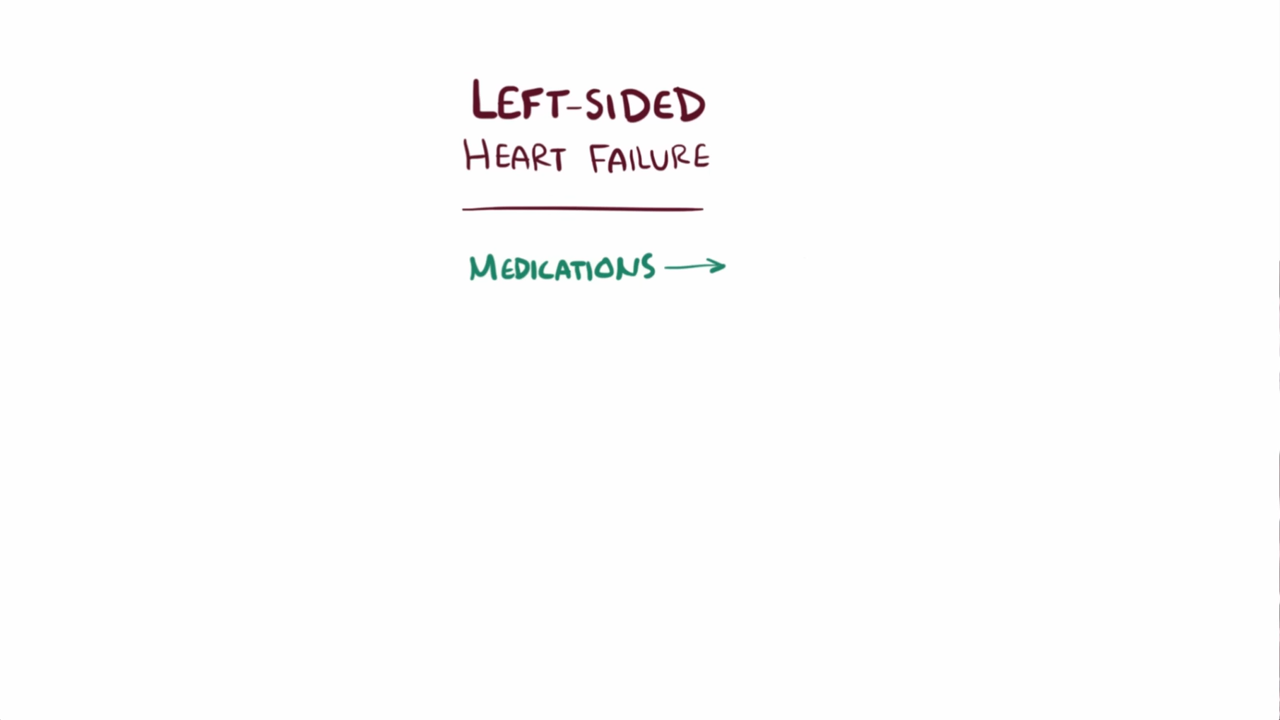 LEFT-SIDED
HEART FAILURE
MEDICATIONS →